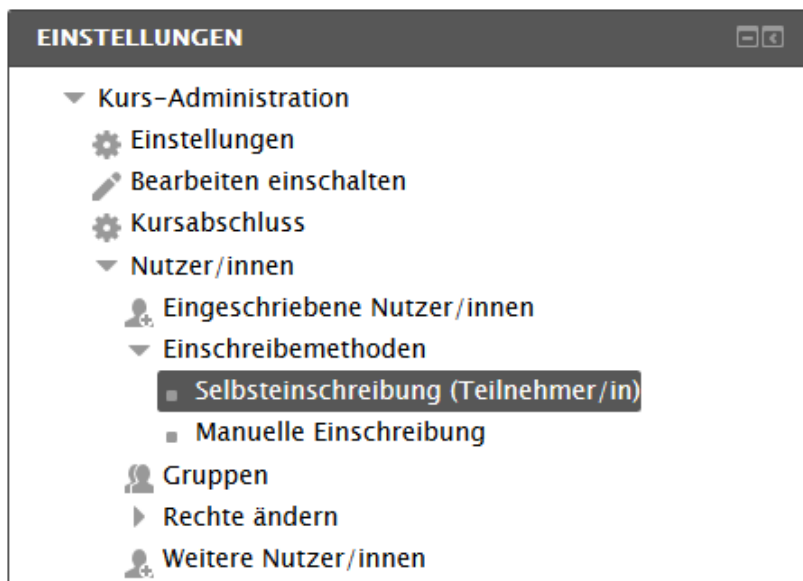 EINSTELLUNGEN
Kurs-Administration
Einstellungen
Bearbeiten einschalten
Kursabschluss
Nutzer/innen
Eingeschriebene Nutzer/innen
Einschreibemethoden
Selbsteinschreibung (Teilnehmer/in)
Manuelle Einschreibung
Gruppen
Rechte ändern
Weitere Nutzer/innen